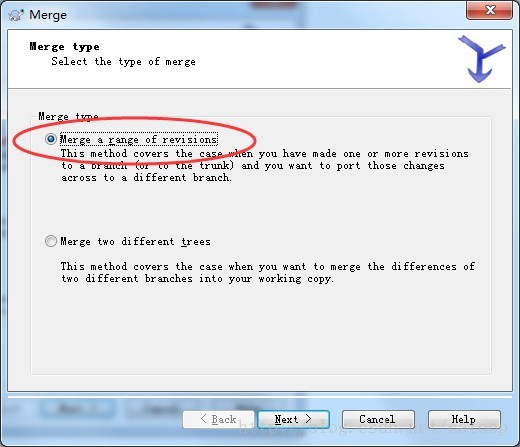 Merge
Merge type
Select the type of merge
Merge type
Merge a range of revisions
This method covers the case when you have made one or more revisions
to a branch (or to the trunk) and you want to port those changes
across to a different branch.
Merge two different trees
This method covers the case when you want to merge the differences of
two different branches into your working copy.
< Back Next > Cancel Help